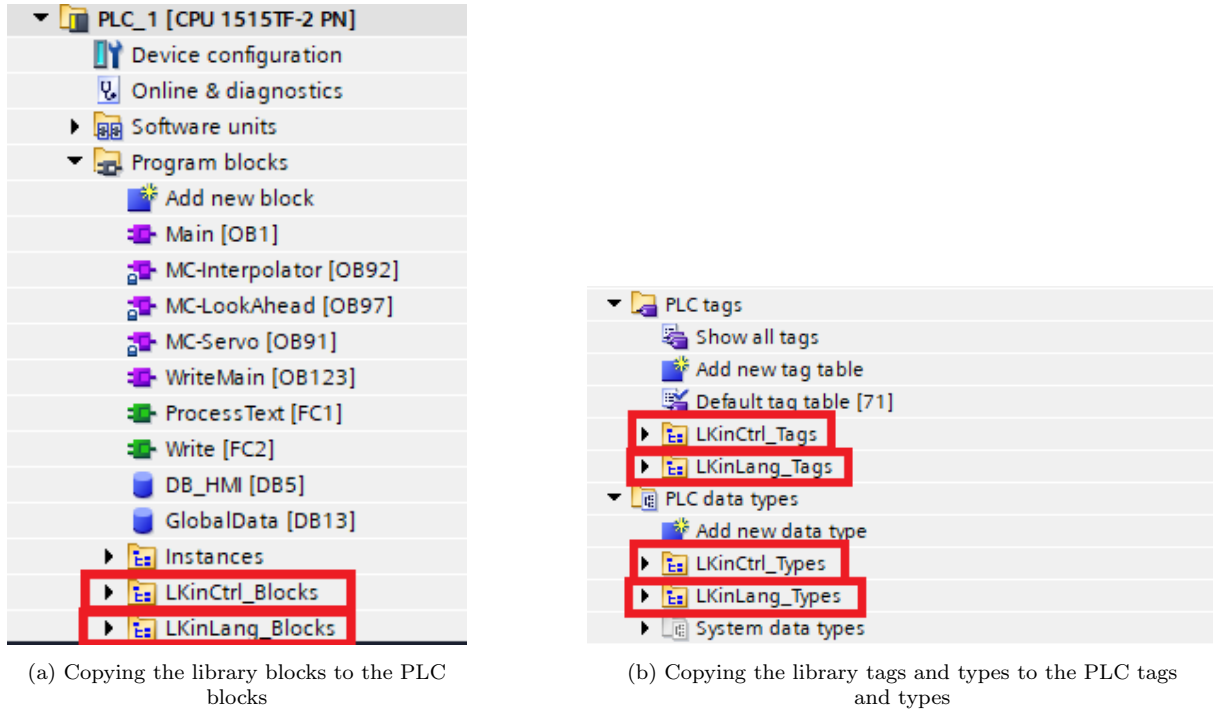 PLC_1 [CPU 1515TF-2 PN]
Device configuration
Online & diagnostics
Software units
Program blocks
Add new block
Main [OB1]
MC-Interpolator [OB92]
MC-LookAhead [OB97]
MC-Servo [OB91]
WriteMain [OB123]
ProcessText [FC1]
Write [FC2]
DB_HMI [DB5]
GlobalData [DB13]
Instances
LKinCtrl_Blocks
LKinLang_Blocks
(a) Copying the library blocks to the PLC
blocks
PLC tags
Show all tags
Add new tag table
Default tag table [71]
LKinCtrl_Tags
LKinLang_Tags
PLC data types
Add new data type
LKinCtrl_Types
LKinLang_Types
System data types
(b) Copying the library tags and types to the PLC tags
and types